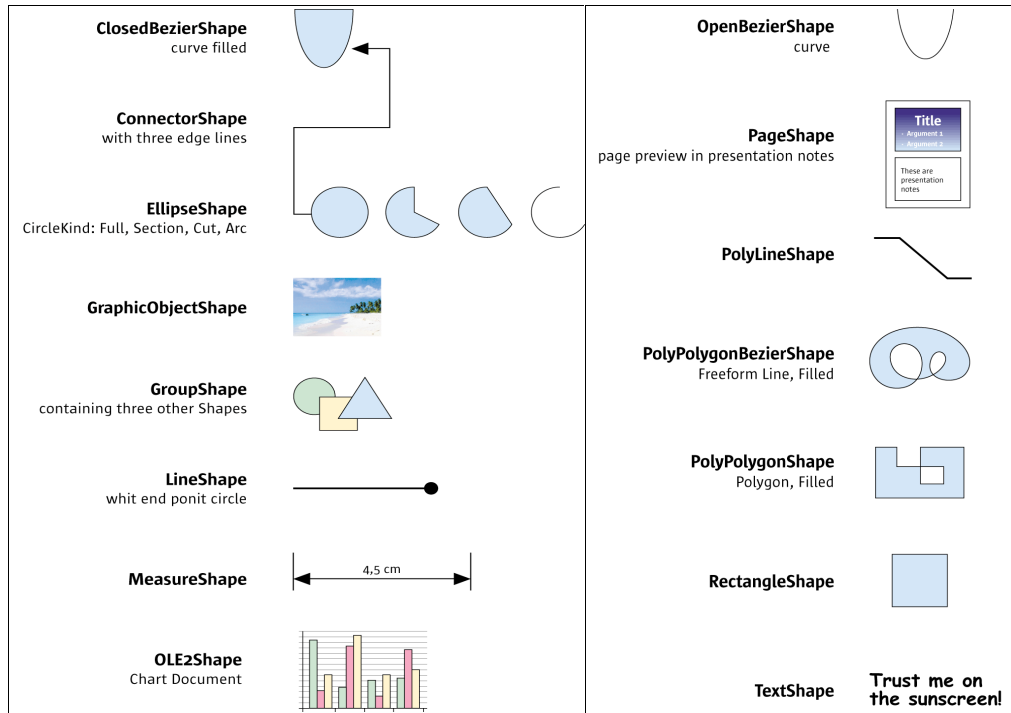 ClosedBezierShape
curve filled
ConnectorShape
with three edge lines
EllipseShape
CircleKind: Full, Section, Cut, Arc
GraphicObjectShape
GroupShape
containing three other Shapes
LineShape
whit end ponit circle
MeasureShape
4,5 cm
OLE2Shape
Chart Document
OpenBezierShape
curve
PageShape
page preview in presentation notes
Title
- Argument 1
- Argument 2
These are
presentation
notes
PolyLineShape
PolyPolygonBezierShape
Freeform Line, Filled
PolyPolygonShape
Polygon, Filled
RectangleShape
TextShape
Trust me on
the sunscreen!